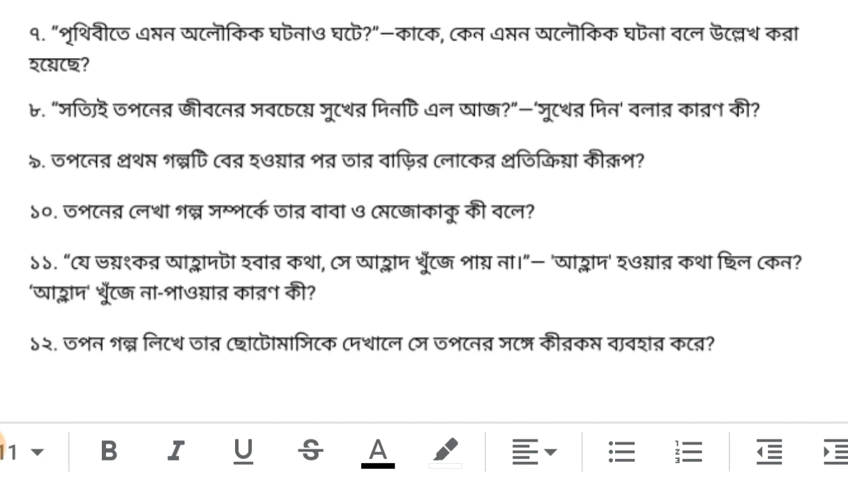 ৭. "পৃথিবীতে এমন অলৌকিক ঘটনাও ঘটে?"—কাকে, কেন এমন অলৌকিক ঘটনা বলে উল্লেখ করা
হয়েছে?
৮. "সত্যিই তপনের জীবনের সবচেয়ে সুখের দিনটি এল আজ?"—'সুখের দিন' বলার কারণ কী?
৯. তপনের প্রথম গল্পটি বের হওয়ার পর তার বাড়ির লোকের প্রতিক্রিয়া কীরূপ?
১০. তপনের লেখা গল্প সম্পর্কে তার বাবা ও মেজোকাকু কী বলে?
১১. "যে ভয়ংকর আহ্লাদটা হবার কথা, সে আহ্লাদ খুঁজে পায় না।"— 'আহ্লাদ' হওয়ার কথা ছিল কেন?
'আহ্লাদ' খুঁজে না-পাওয়ার কারণ কী?
১২. তপন গল্প লিখে তার ছোটোমাসিকে দেখালে সে তপনের সঙ্গে কীরকম ব্যবহার করে?
11 B I U S A